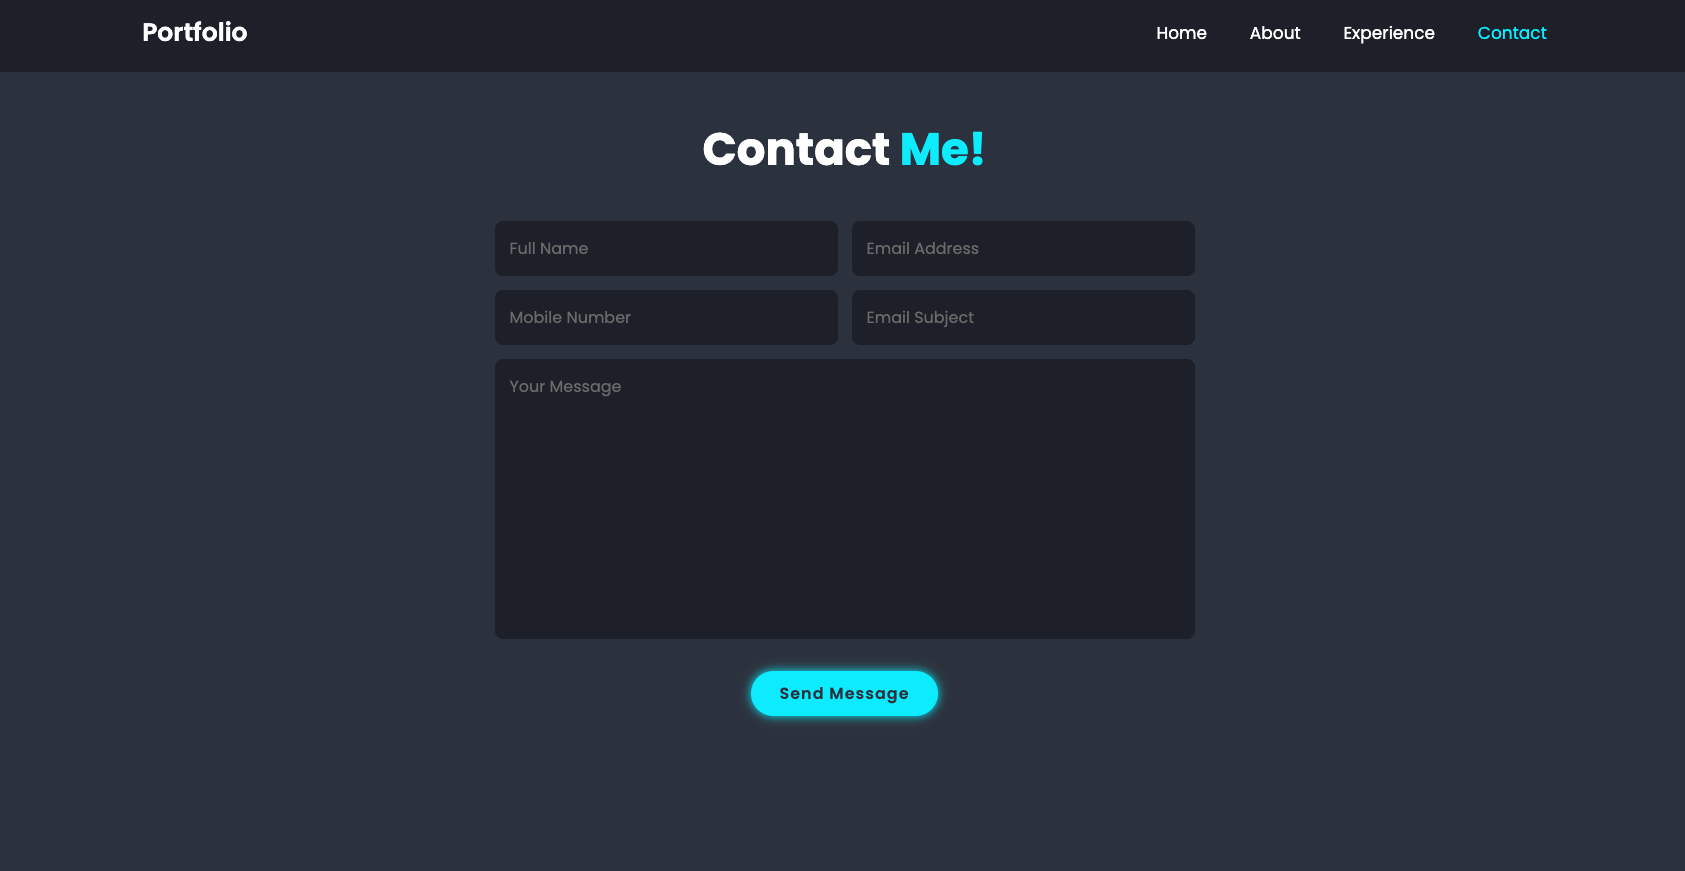 Portfolio Home About Experience Contact
Contact Me!
Full Name Email Address
Mobile Number Email Subject
Your Message
Send Message